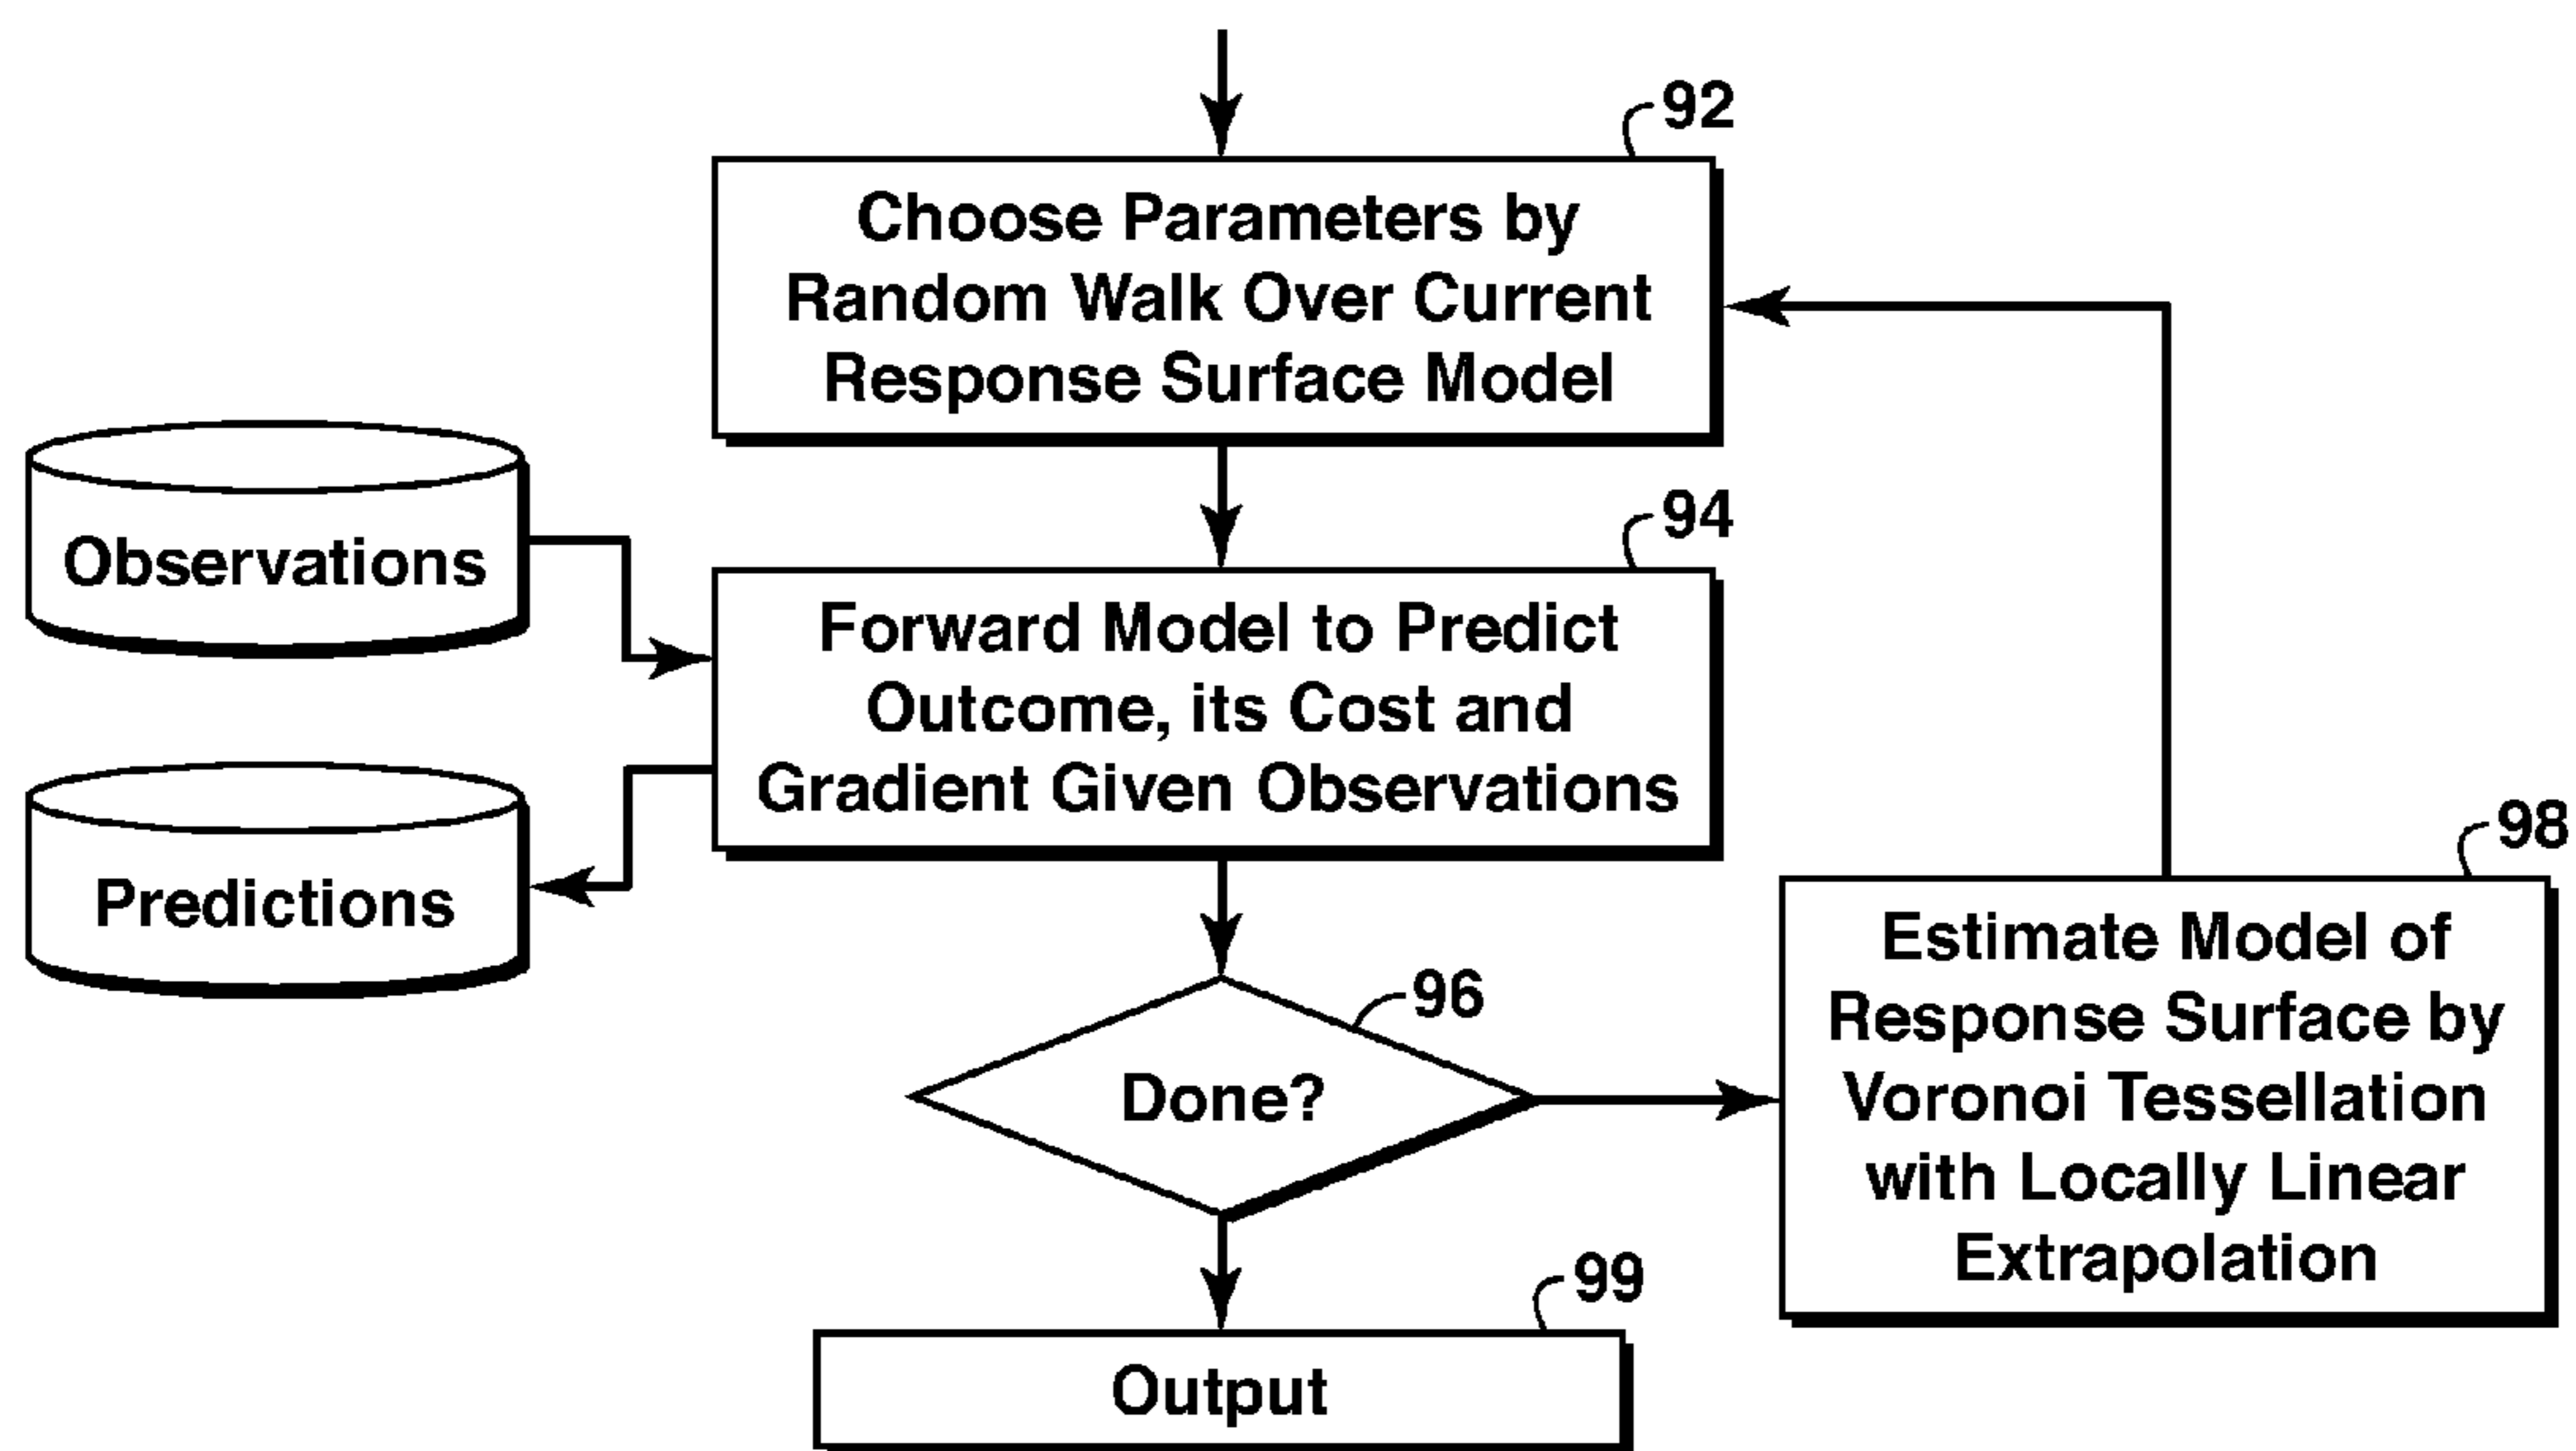 92
Choose Parameters by
Random Walk Over Current
Response Surface Model
Observations
94
Forward Model to Predict
Outcome, its Cost and
Gradient Given Observations
Predictions
96
Done?
98
Estimate Model of
Response Surface by
Voronoi Tessellation
with Locally Linear
Extrapolation
99
Output